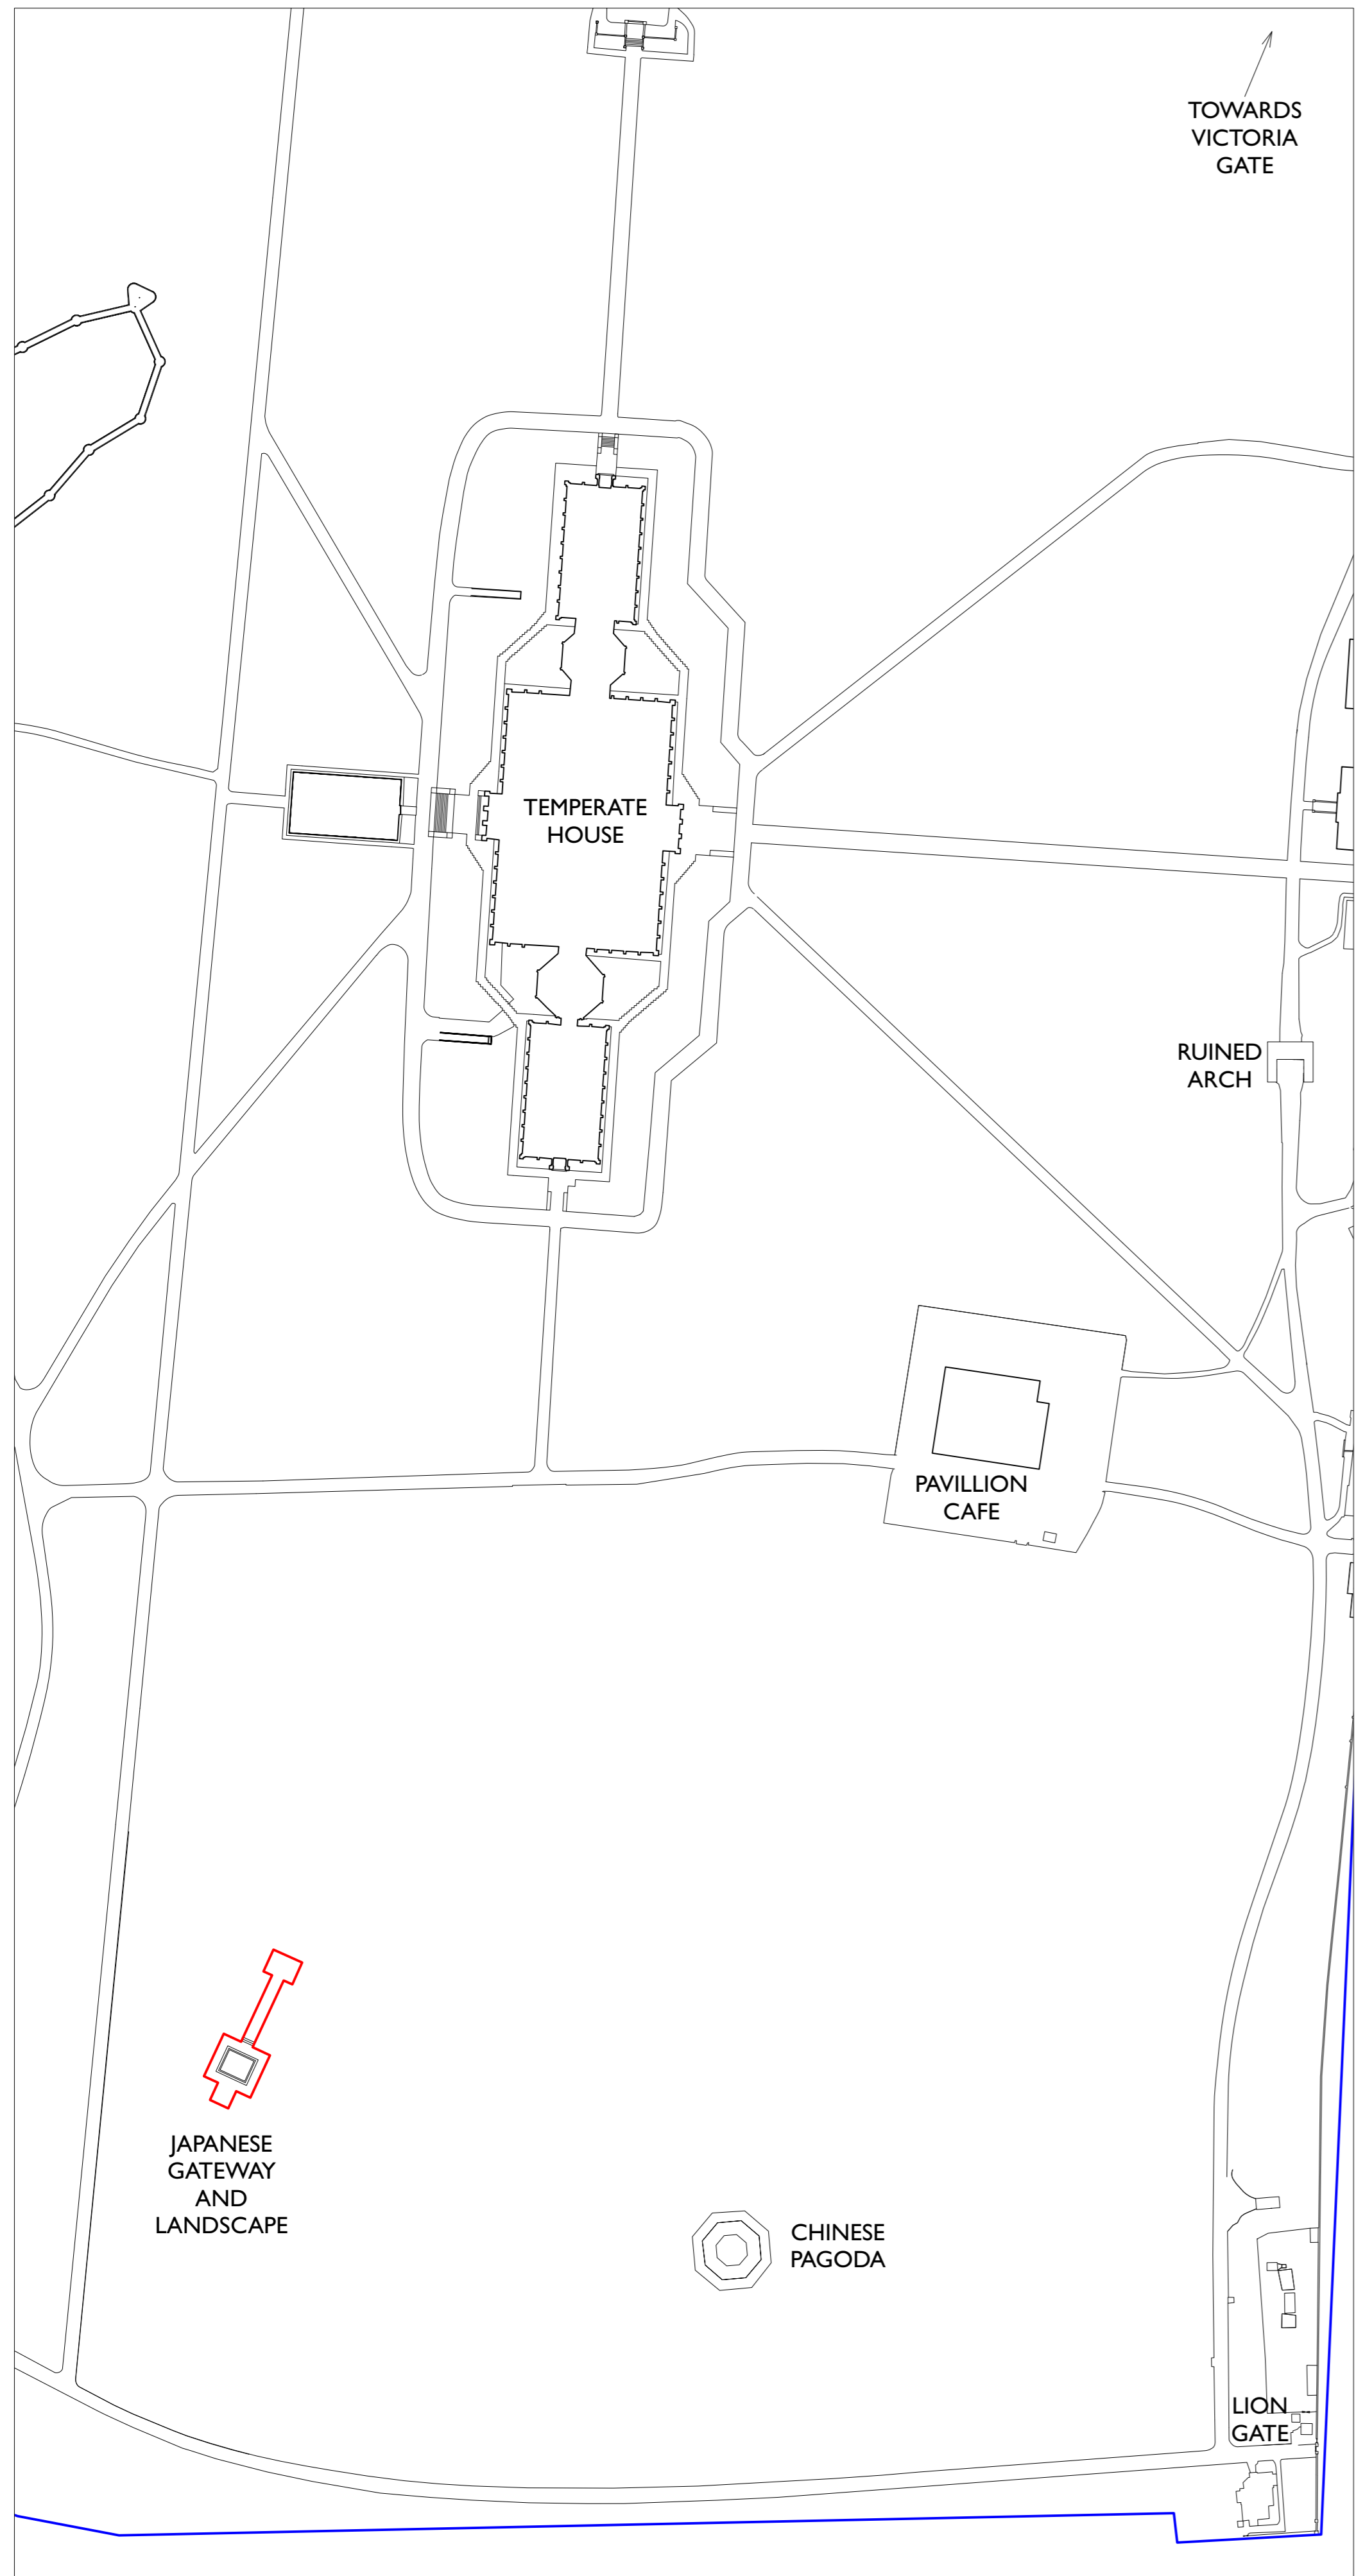 TOWARDS
VICTORIA
GATE
TEMPERATE
HOUSE
RUINED
ARCH
PAVILLION
CAFE
JAPANESE
GATEWAY
AND
LANDSCAPE
CHINESE
PAGODA
LION
GATE